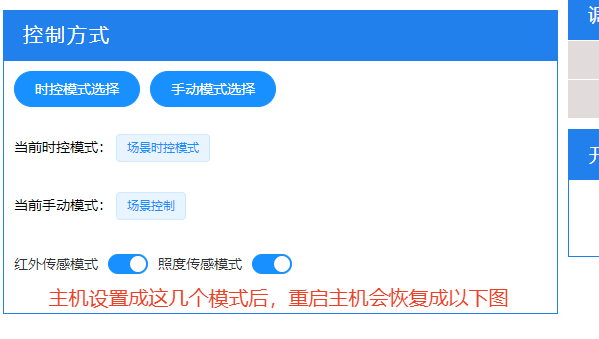 控制方式
时控模式选择 手动模式选择
当前时控模式： 场景时控模式
当前手动模式： 场景控制
红外传感模式 照度传感模式
主机设置成这几个模式后，重启主机会恢复成以下图